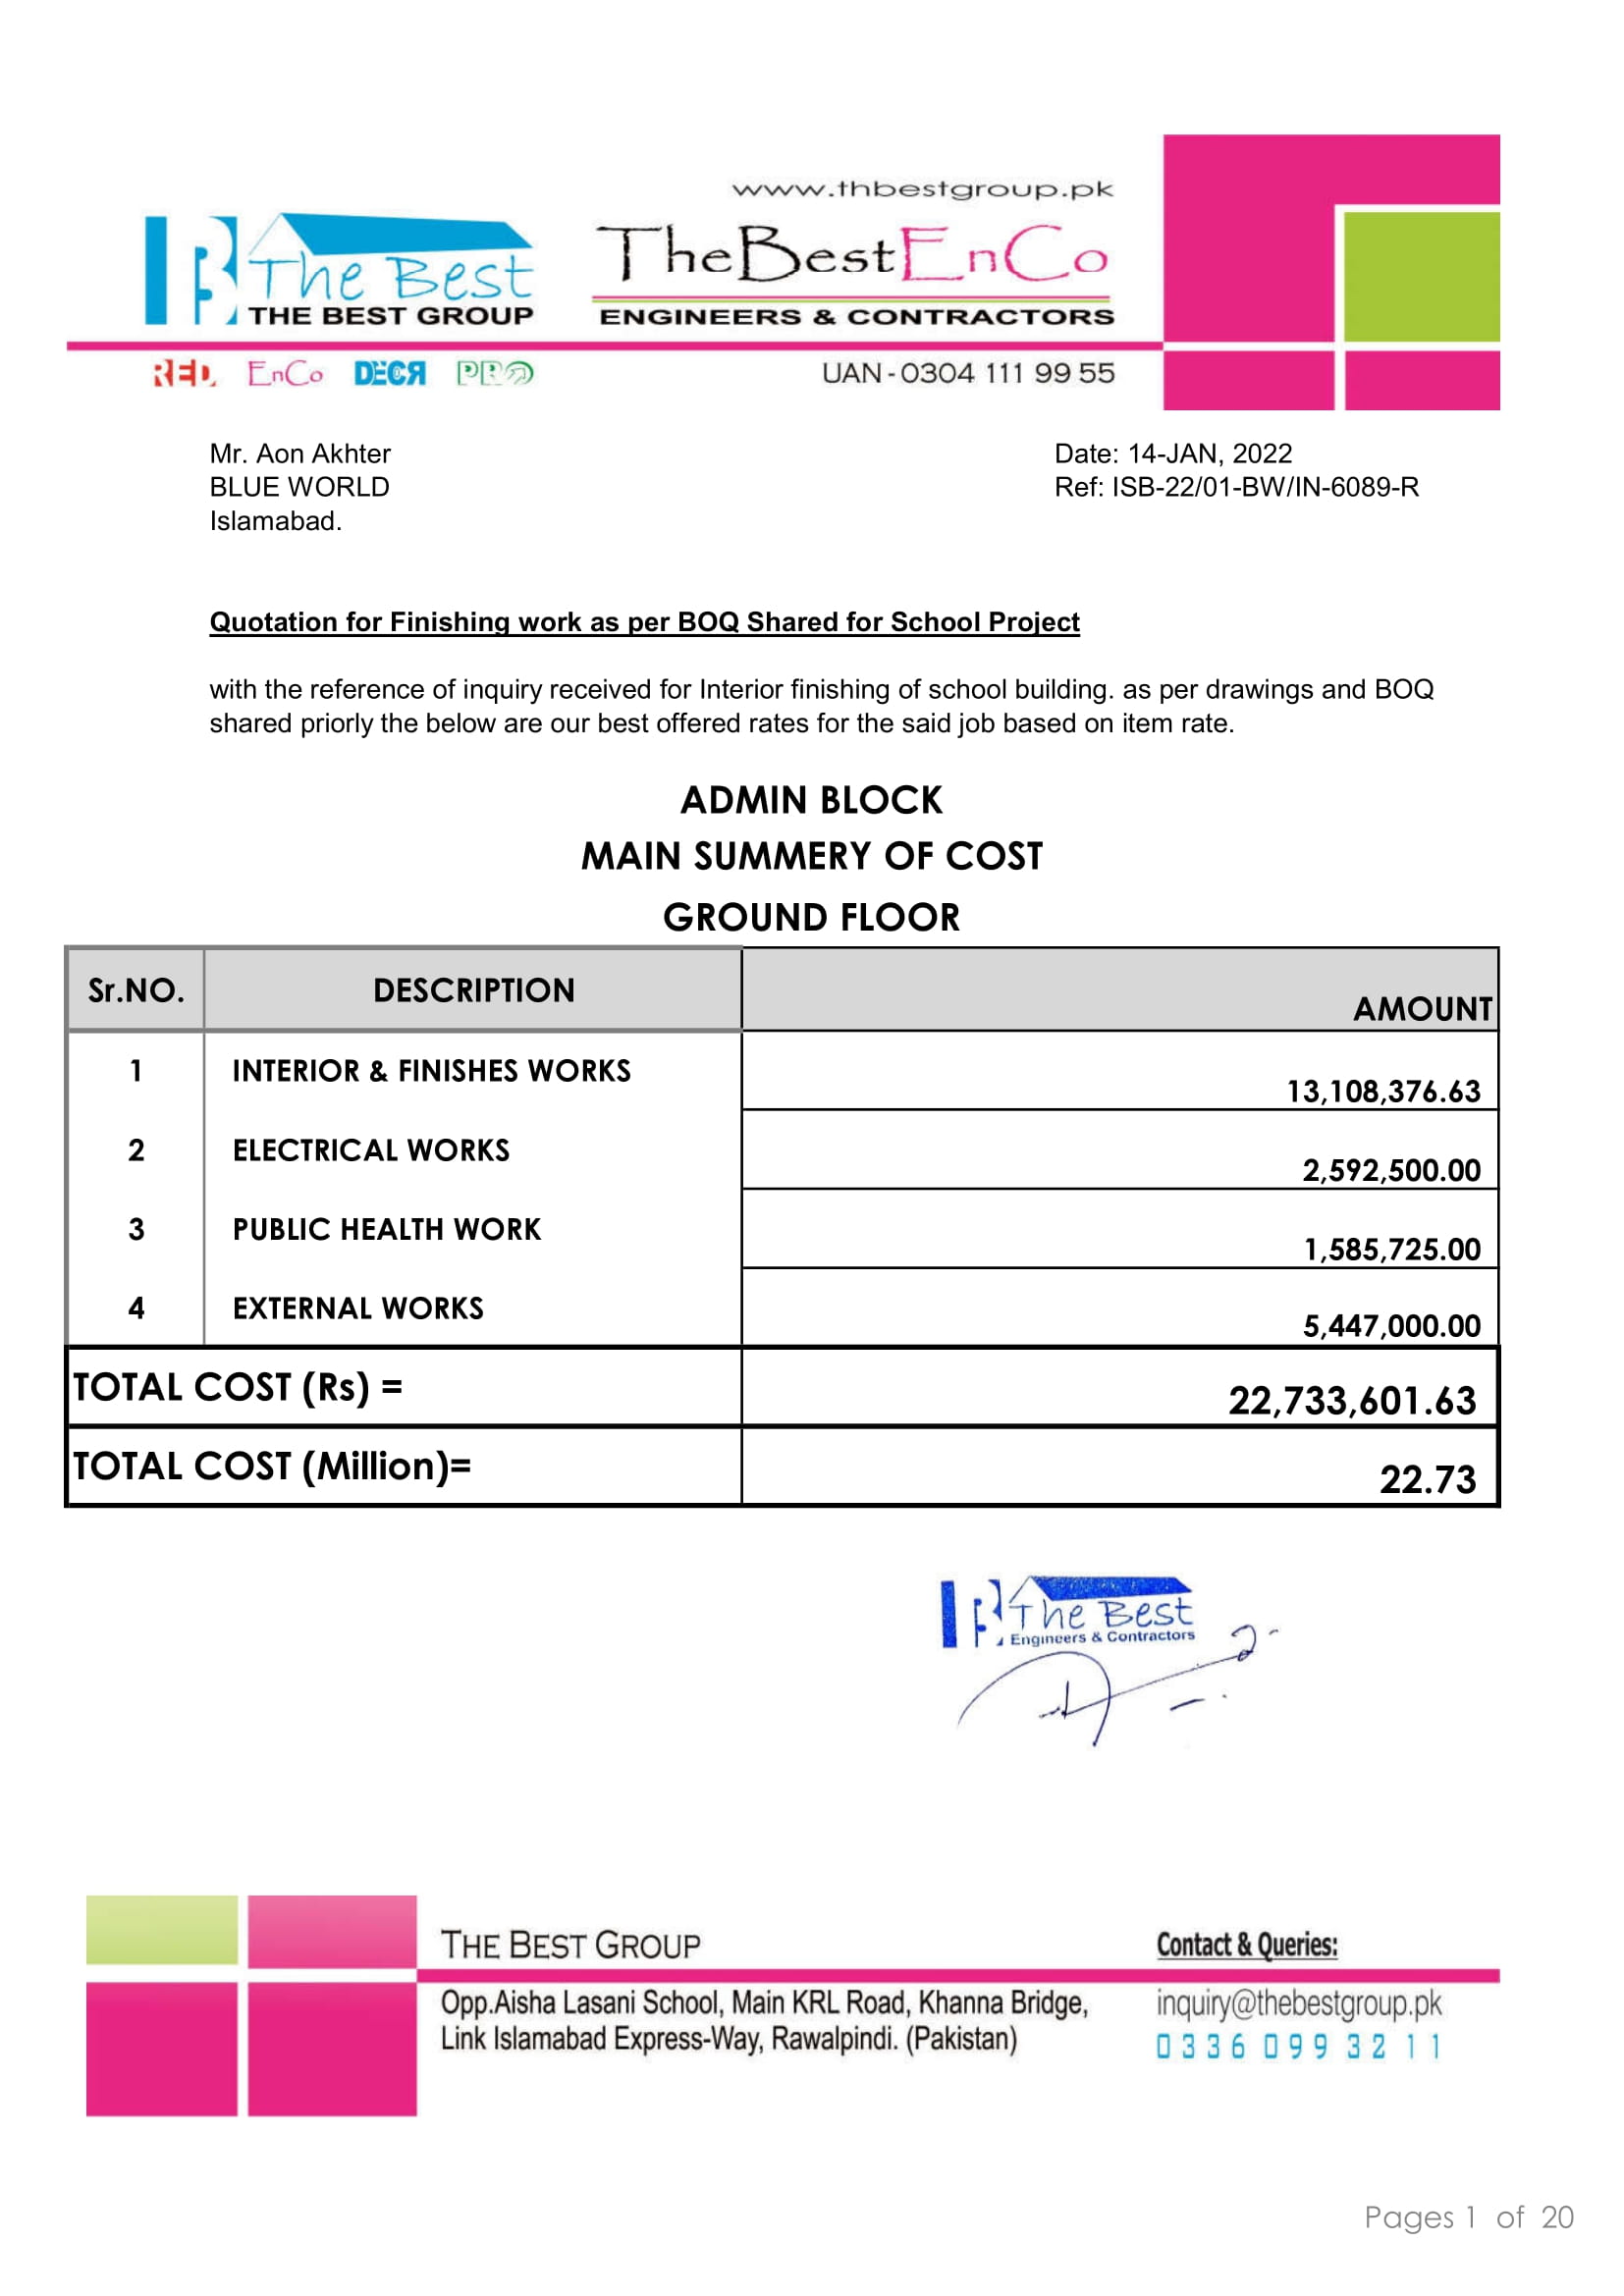 www.thbestgroup.pk
The Best
THE BEST GROUP
TheBestEnCo
ENGINEERS & CONTRACTORS
RED EnCo DECR PRO
UAN - 0304 111 99 55
Mr. Aon Akhter
BLUE WORLD
Islamabad.
Date: 14-JAN, 2022
Ref: ISB-22/01-BW/IN-6089-R
Quotation for Finishing work as per BOQ Shared for School Project
with the reference of inquiry received for Interior finishing of school building. as per drawings and BOQ
shared priorly the below are our best offered rates for the said job based on item rate.
ADMIN BLOCK
MAIN SUMMERY OF COST
GROUND FLOOR
Sr.NO. DESCRIPTION AMOUNT
1 INTERIOR & FINISHES WORKS 13,108,376.63
2 ELECTRICAL WORKS 2,592,500.00
3 PUBLIC HEALTH WORK 1,585,725.00
4 EXTERNAL WORKS 5,447,000.00
TOTAL COST (Rs) = 22,733,601.63
TOTAL COST (Million)= 22.73
The Best
Engineers & Contractors
THE BEST GROUP
Opp.Aisha Lasani School, Main KRL Road, Khanna Bridge,
Link Islamabad Express-Way, Rawalpindi. (Pakistan)
Contact & Queries:
inquiry@thebestgroup.pk
0336 099 32 11
Pages 1 of 20